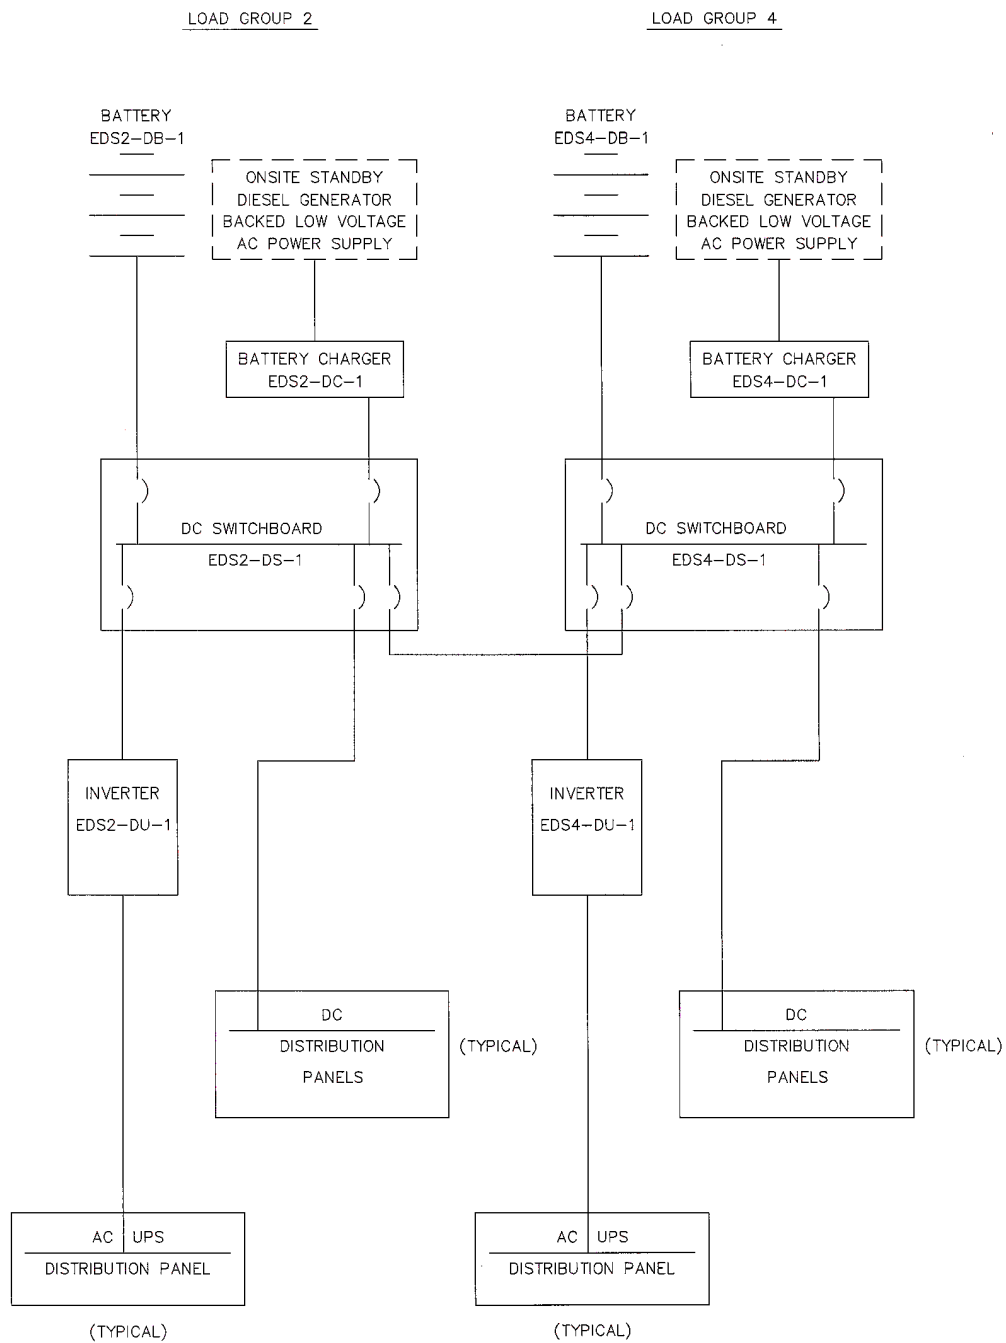 LOAD GROUP 2
LOAD GROUP 4
BATTERY
EDS2-DB-1
ONSITE STANDBY
DIESEL GENERATOR
BACKED LOW VOLTAGE
AC POWER SUPPLY
BATTERY
EDS4-DB-1
ONSITE STANDBY
DIESEL GENERATOR
BACKED LOW VOLTAGE
AC POWER SUPPLY
BATTERY CHARGER
EDS2-DC-1
BATTERY CHARGER
EDS4-DC-1
DC SWITCHBOARD
EDS2-DS-1
DC SWITCHBOARD
EDS4-DS-1
INVERTER
EDS2-DU-1
INVERTER
EDS4-DU-1
DC
DISTRIBUTION
PANELS
(TYPICAL)
DC
DISTRIBUTION
PANELS
(TYPICAL)
AC UPS
DISTRIBUTION PANEL
(TYPICAL)
AC UPS
DISTRIBUTION PANEL
(TYPICAL)